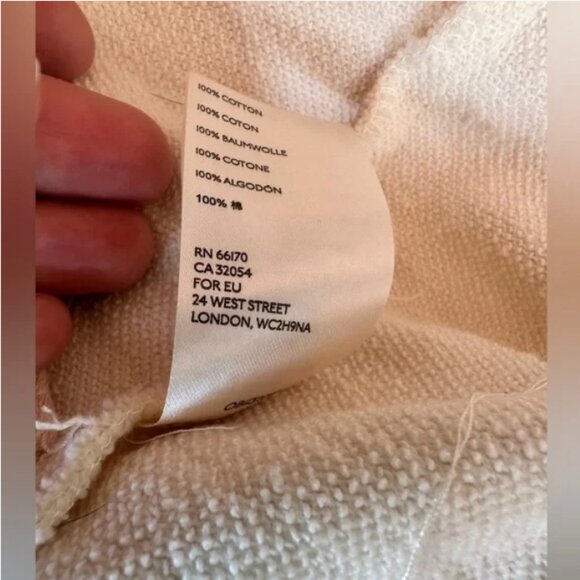 100% COTTON
100% COTON
100% BAUMWOLLE
100% COTONE
100% ALGODÓN
100% 棉
RN 66170
CA 32054
FOR EU
24 WEST STREET
LONDON, WC2H9NA